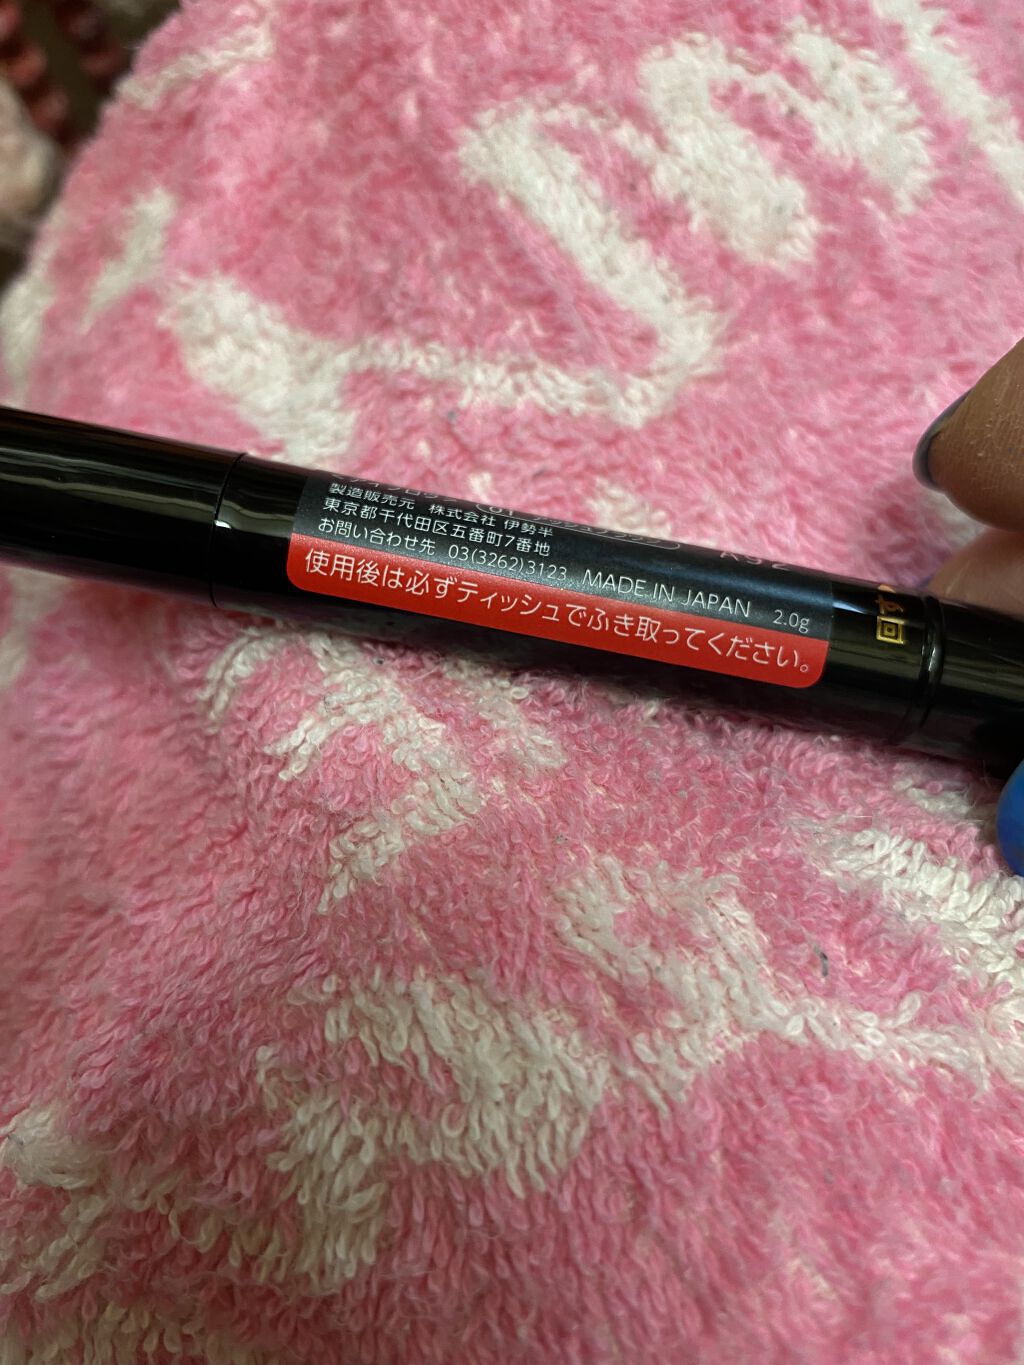 製造販売元 株式会社 伊勢半
東京都千代田区五番町7番地
お問い合わせ先 03(3262)3123 MADE IN JAPAN 2.0g
使用後は必ずティッシュでふき取ってください。
回す